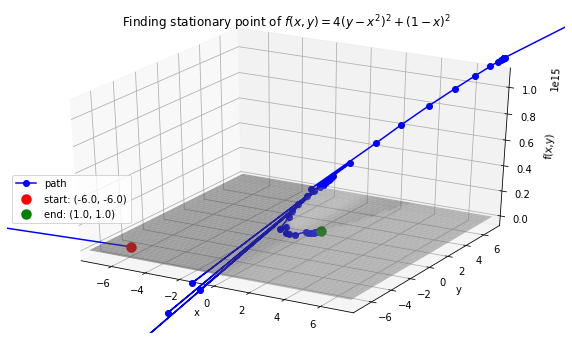 Finding stationary point of f(x, y) = 4(y − x²)² + (1 − x)²
1e15
1.0
0.8
0.6
0.4
0.2
0.0
f(x,y)
path
start: (-6.0, -6.0)
end: (1.0, 1.0)
−6
−4
−2
0
2
4
6
x
−6
−4
−2
0
2
4
6
y